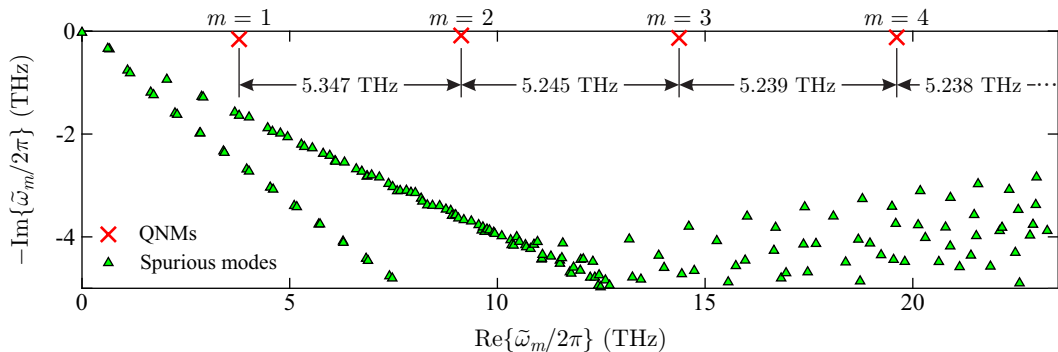 m = 1 m = 2 m = 3 m = 4
0
5.347 THz 5.245 THz 5.239 THz 5.238 THz
-2
-4
−Im{ω̃ₘ/2π} (THz)
QNMs
Spurious modes
0 5 10 15 20
Re{ω̃ₘ/2π} (THz)